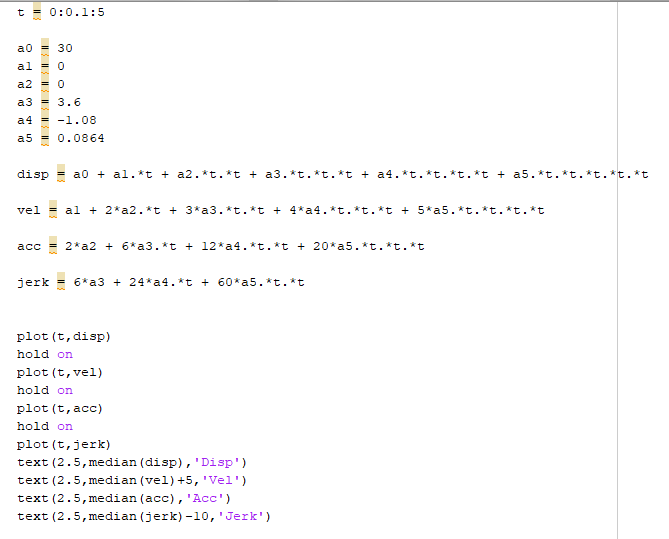 t = 0:0.1:5
a0 = 30
a1 = 0
a2 = 0
a3 = 3.6
a4 = -1.08
a5 = 0.0864
disp = a0 + a1.*t + a2.*t.*t + a3.*t.*t.*t + a4.*t.*t.*t.*t + a5.*t.*t.*t.*t.*t
vel = a1 + 2*a2.*t + 3*a3.*t.*t + 4*a4.*t.*t.*t + 5*a5.*t.*t.*t.*t
acc = 2*a2 + 6*a3.*t + 12*a4.*t.*t + 20*a5.*t.*t.*t
jerk = 6*a3 + 24*a4.*t + 60*a5.*t.*t
plot(t,disp)
hold on
plot(t,vel)
hold on
plot(t,acc)
hold on
plot(t,jerk)
text(2.5,median(disp),'Disp')
text(2.5,median(vel)+5,'Vel')
text(2.5,median(acc),'Acc')
text(2.5,median(jerk)-10,'Jerk')